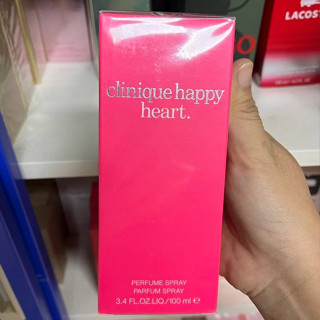 clinique happy
heart.
PERFUME SPRAY
PARFUM SPRAY
3.4 FL.OZ.LIQ./100 ml ℮
LACOS